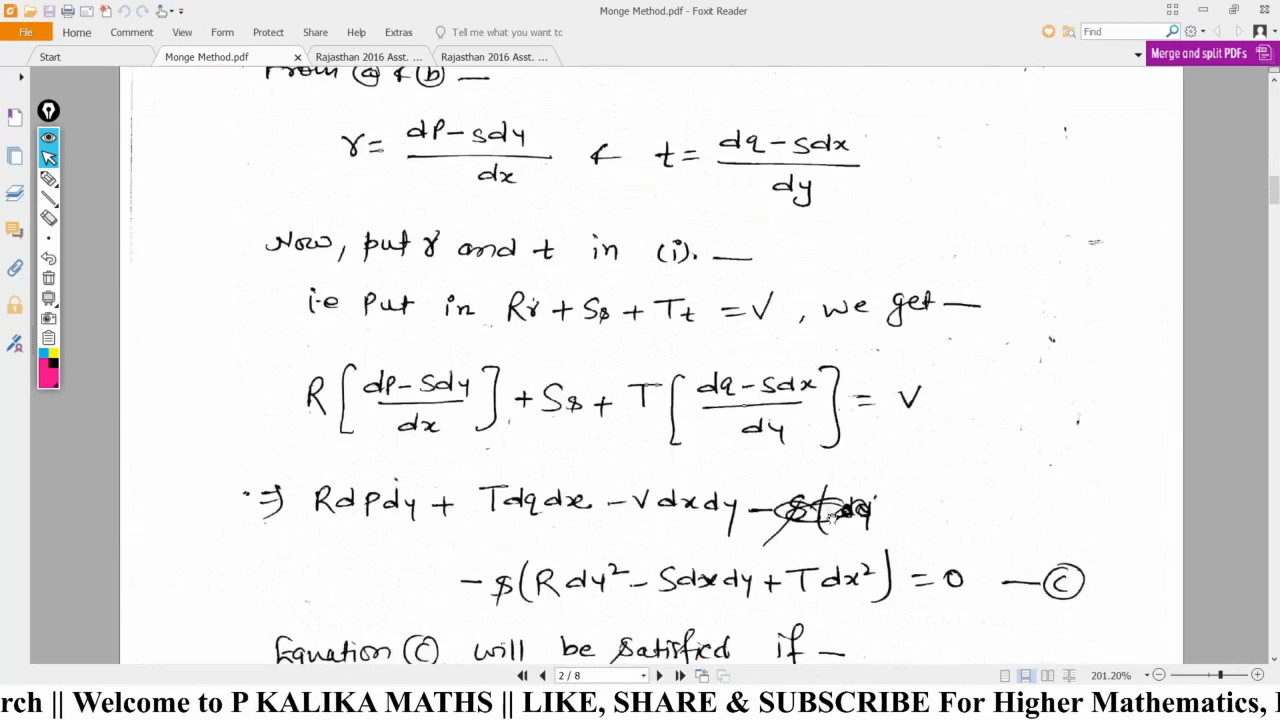 Monge Method.pdf - Foxit Reader
File Home Comment View Form Protect Share Help Extras Tell me what you want to Find
Start Monge Method.pdf Rajasthan 2016 Asst. ... Rajasthan 2016 Asst. ... Merge and split PDFs
From (a) & (b) —
r = (dp - sdy)/dx & t = (dq - sdx)/dy
Now, put r and t in (i). —
i.e put in Rr + Ss + Tt = V, we get —
R[(dp - sdy)/dx] + Ss + T[(dq - sdx)/dy] = V
⇒ Rdpdy + Tdqdx - Vdxdy -
- s(Rdy² - Sdxdy + Tdx²) = 0 — (C)
Equation (C) will be satisfied if —
2 / 8 201.20%
rch || Welcome to P KALIKA MATHS || LIKE, SHARE & SUBSCRIBE For Higher Mathematics,